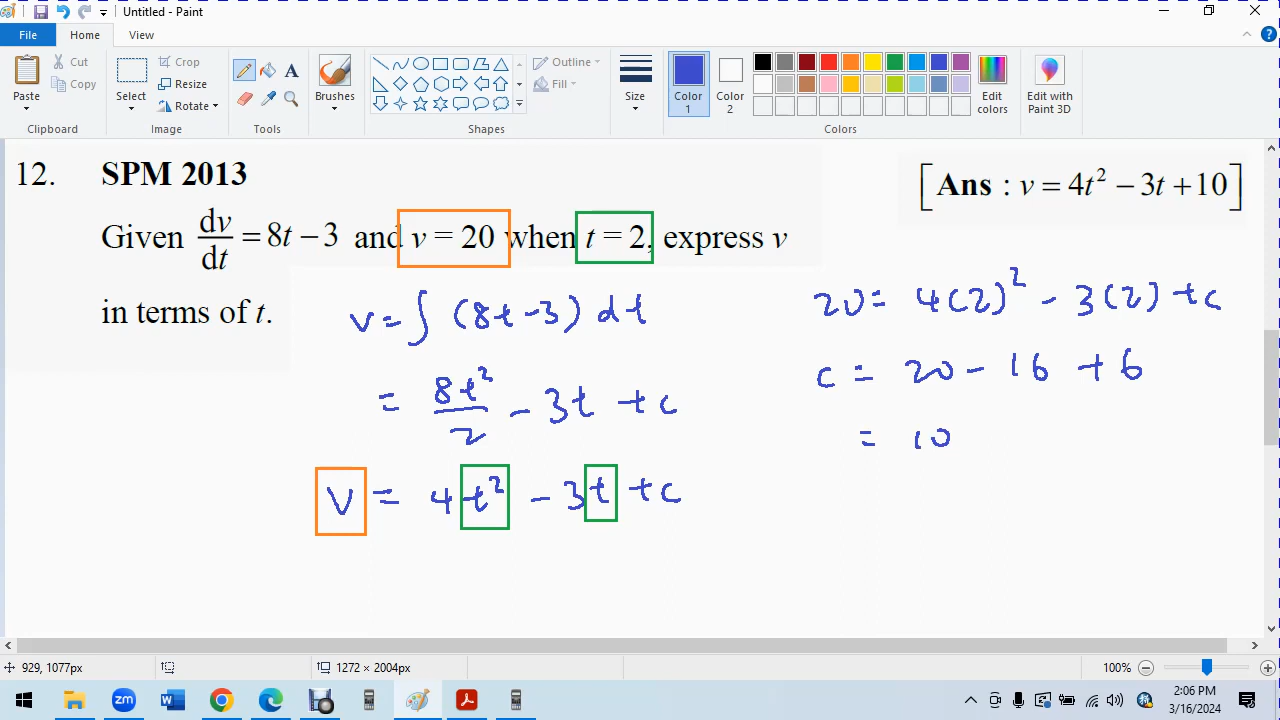 Untitled - Paint
File Home View
Paste Cut Copy Clipboard
Select Crop Resize Rotate Image
Tools
Brushes
Shapes Outline Fill
Size
Color 1 Color 2 Edit colors Colors
Edit with Paint 3D
12. SPM 2013
[Ans : v = 4t² − 3t + 10]
Given dv/dt = 8t − 3 and v = 20 when t = 2, express v
in terms of t.
v = ∫ (8t - 3) dt
= 8t²/2 - 3t + c
v = 4t² - 3t + c
20 = 4(2)² - 3(2) + c
c = 20 - 16 + 6
= 10
929, 1077px 1272 × 2004px 100%
zm W
2:06 PM
3/16/2024